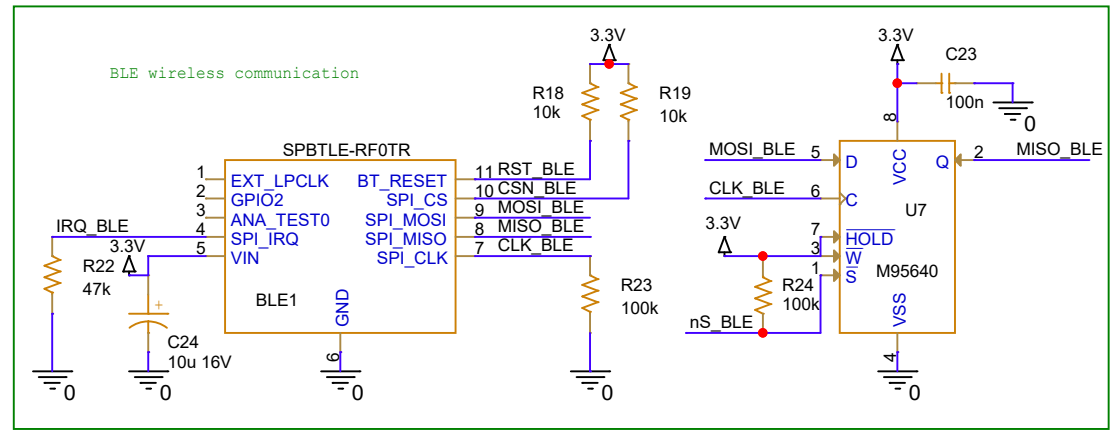 BLE wireless communication
3.3V
R18
10k
R19
10k
SPBTLE-RF0TR
1 EXT_LPCLK
2 GPIO2
3 ANA_TEST0
IRQ_BLE 4 SPI_IRQ
3.3V 5 VIN
BT_RESET 11 RST_BLE
SPI_CS 10 CSN_BLE
SPI_MOSI 9 MOSI_BLE
SPI_MISO 8 MISO_BLE
SPI_CLK 7 CLK_BLE
BLE1
GND
6
0
R22
47k
0
C24
10u 16V
0
R23
100k
0
3.3V
C23
100n
0
8
VCC
MOSI_BLE 5 D
Q 2 MISO_BLE
CLK_BLE 6 C
U7
3.3V
7 HOLD
3 W
1 S
M95640
R24
100k
nS_BLE
VSS
4
0